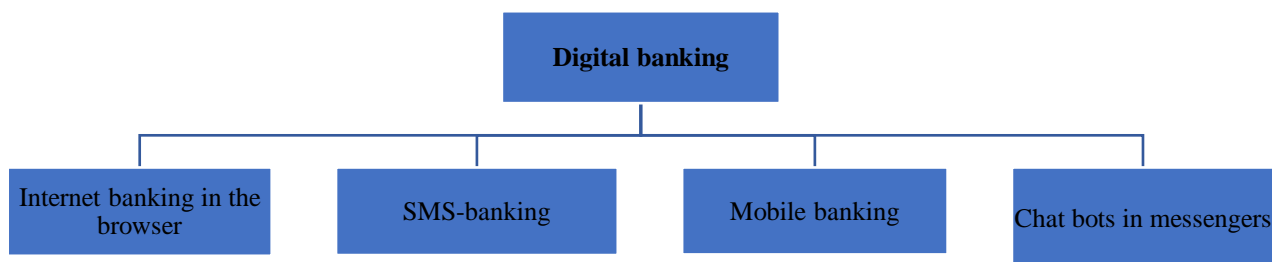 Digital banking
Internet banking in the
browser
SMS-banking
Mobile banking
Chat bots in messengers